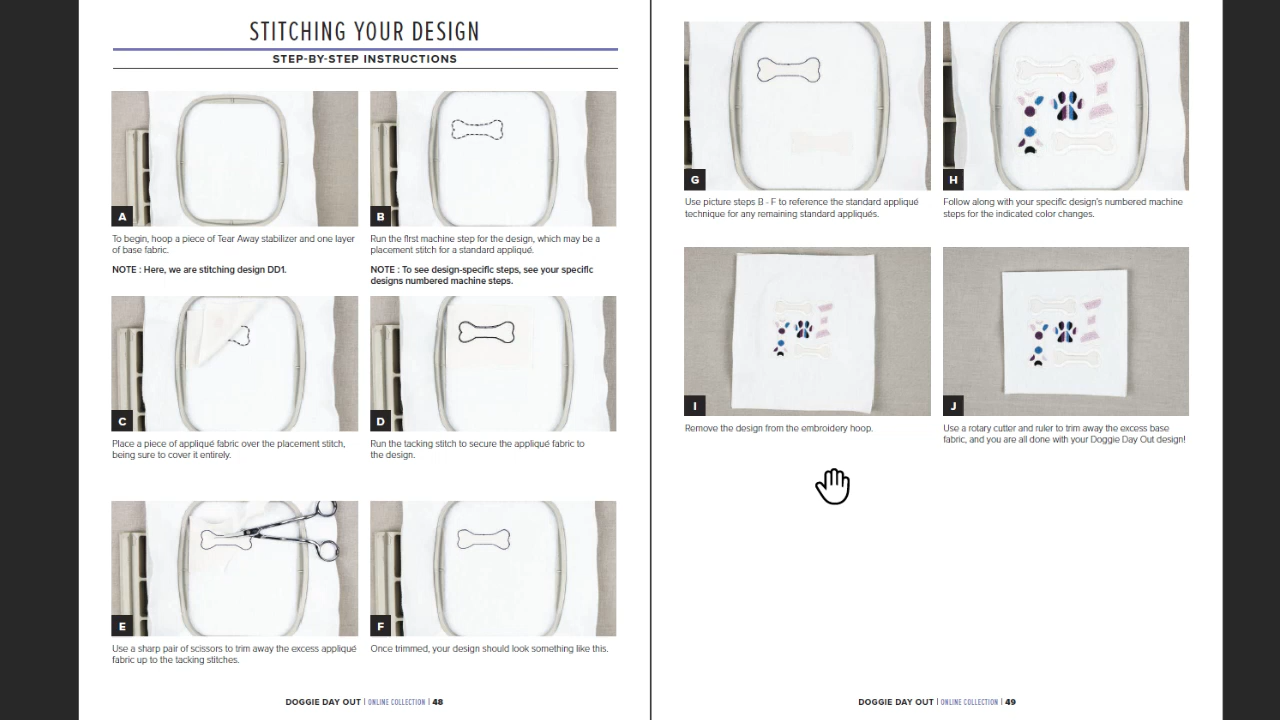 STITCHING YOUR DESIGN
STEP-BY-STEP INSTRUCTIONS
A
To begin, hoop a piece of Tear Away stabilizer and one layer
of base fabric.
NOTE : Here, we are stitching design DD1.
B
Run the first machine step for the design, which may be a
placement stitch for a standard appliqué.
NOTE : To see design-specific steps, see your specific
designs numbered machine steps.
C
Place a piece of appliqué fabric over the placement stitch,
being sure to cover it entirely.
D
Run the tacking stitch to secure the appliqué fabric to
the design.
E
Use a sharp pair of scissors to trim away the excess appliqué
fabric up to the tacking stitches.
F
Once trimmed, your design should look something like this.
DOGGIE DAY OUT | ONLINE COLLECTION | 48
G
Use picture steps B - F to reference the standard appliqué
technique for any remaining standard appliqués.
H
Follow along with your specific design's numbered machine
steps for the indicated color changes.
I
Remove the design from the embroidery hoop.
J
Use a rotary cutter and ruler to trim away the excess base
fabric, and you are all done with your Doggie Day Out design!
DOGGIE DAY OUT | ONLINE COLLECTION | 49